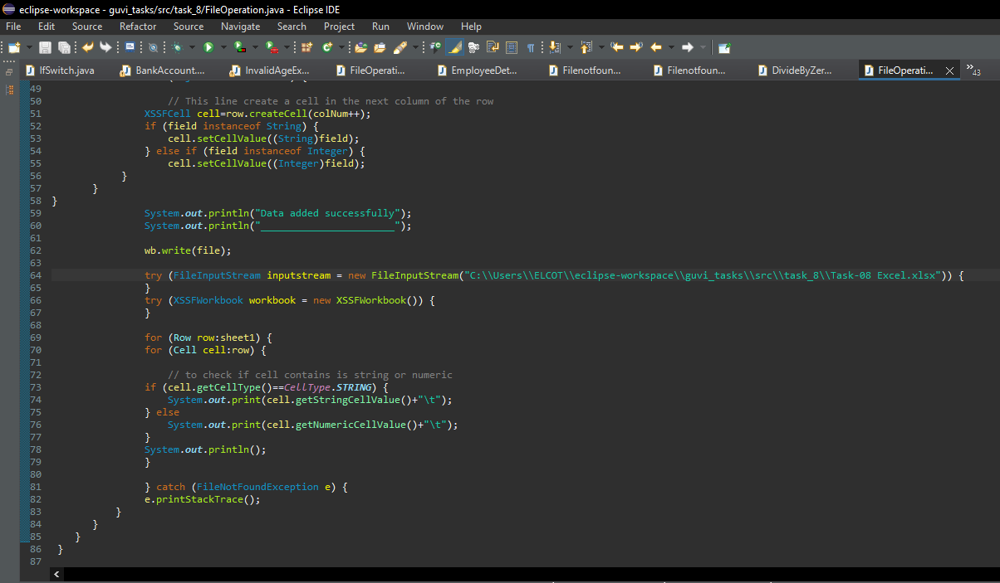 eclipse-workspace - guvi_tasks/src/task_8/FileOperation.java - Eclipse IDE
File Edit Source Refactor Source Navigate Search Project Run Window Help
IfSwitch.java BankAccount.... InvalidAgeEx... FileOperati... EmployeeDet... Filenotfoun... Filenotfoun... DivideByZer... FileOperati... 43
49
50 // This line create a cell in the next column of the row
51 XSSFCell cell=row.createCell(colNum++);
52 if (field instanceof String) {
53 cell.setCellValue((String)field);
54 } else if (field instanceof Integer) {
55 cell.setCellValue((Integer)field);
56 }
57 }
58 }
59 System.out.println("Data added successfully");
60 System.out.println("_______________________");
61
62 wb.write(file);
63
64 try (FileInputStream inputstream = new FileInputStream("C:\\Users\\ELCOT\\eclipse-workspace\\guvi_tasks\\src\\task_8\\Task-08 Excel.xlsx")) {
65 }
66 try (XSSFWorkbook workbook = new XSSFWorkbook()) {
67 }
68
69 for (Row row:sheet1) {
70 for (Cell cell:row) {
71
72 // to check if cell contains is string or numeric
73 if (cell.getCellType()==CellType.STRING) {
74 System.out.print(cell.getStringCellValue()+"\t");
75 } else
76 System.out.print(cell.getNumericCellValue()+"\t");
77 }
78 System.out.println();
79 }
80
81 } catch (FileNotFoundException e) {
82 e.printStackTrace();
83 }
84 }
85 }
86 }
87